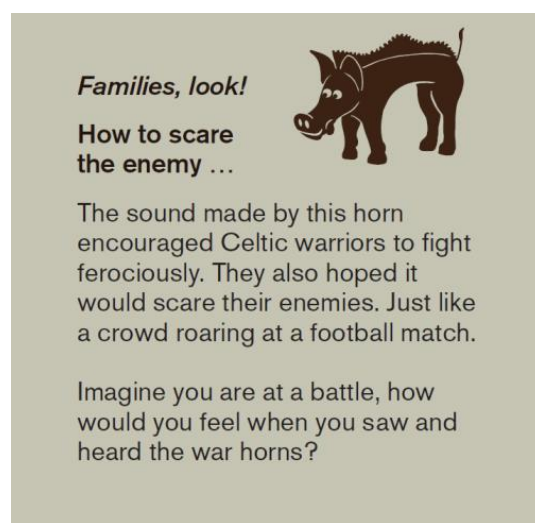 Families, look!
How to scare
the enemy …
The sound made by this horn
encouraged Celtic warriors to fight
ferociously. They also hoped it
would scare their enemies. Just like
a crowd roaring at a football match.
Imagine you are at a battle, how
would you feel when you saw and
heard the war horns?